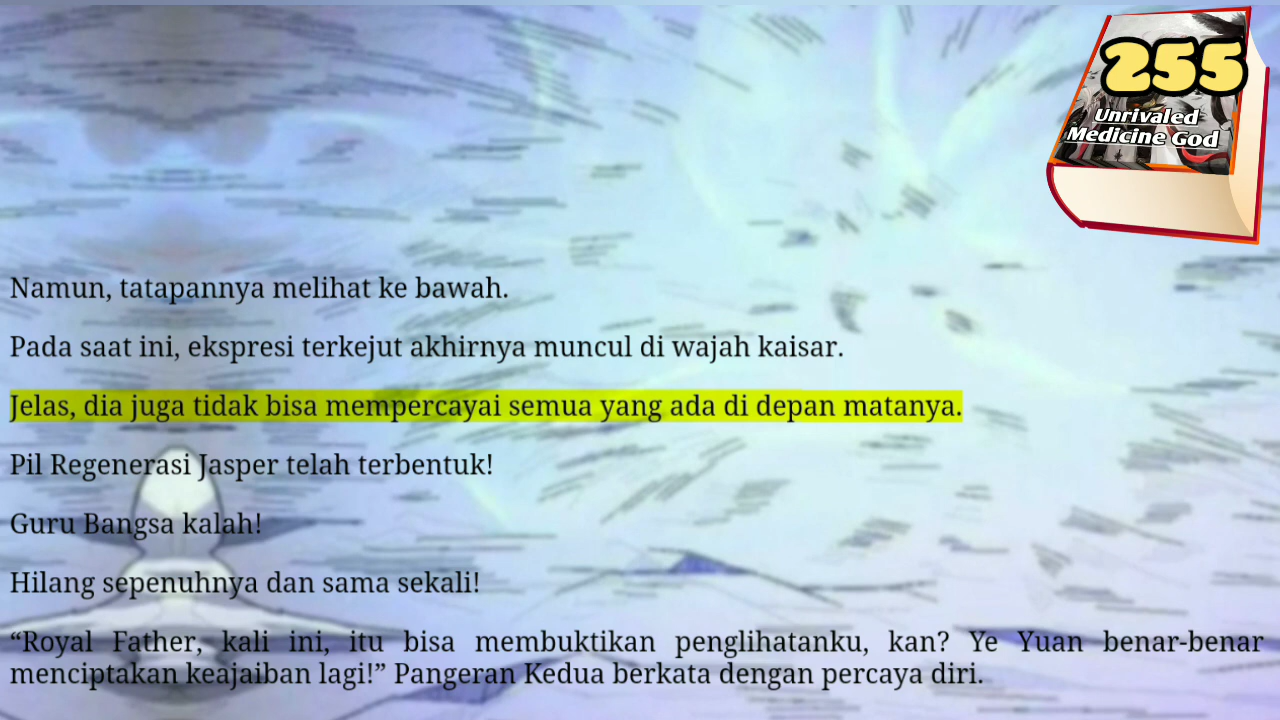 255
Unrivaled
Medicine God
Namun, tatapannya melihat ke bawah.
Pada saat ini, ekspresi terkejut akhirnya muncul di wajah kaisar.
Jelas, dia juga tidak bisa mempercayai semua yang ada di depan matanya.
Pil Regenerasi Jasper telah terbentuk!
Guru Bangsa kalah!
Hilang sepenuhnya dan sama sekali!
“Royal Father, kali ini, itu bisa membuktikan penglihatanku, kan? Ye Yuan benar-benar
menciptakan keajaiban lagi!” Pangeran Kedua berkata dengan percaya diri.